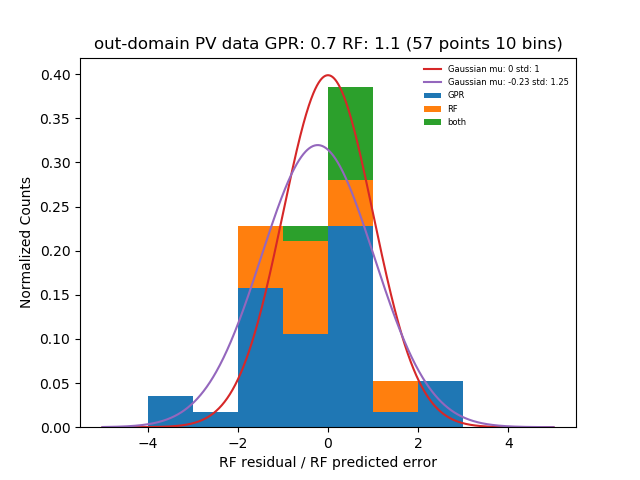 out-domain PV data GPR: 0.7 RF: 1.1 (57 points 10 bins)
Gaussian mu: 0 std: 1
Gaussian mu: -0.23 std: 1.25
GPR
RF
both
Normalized Counts
0.40
0.35
0.30
0.25
0.20
0.15
0.10
0.05
0.00
−4 −2 0 2 4
RF residual / RF predicted error